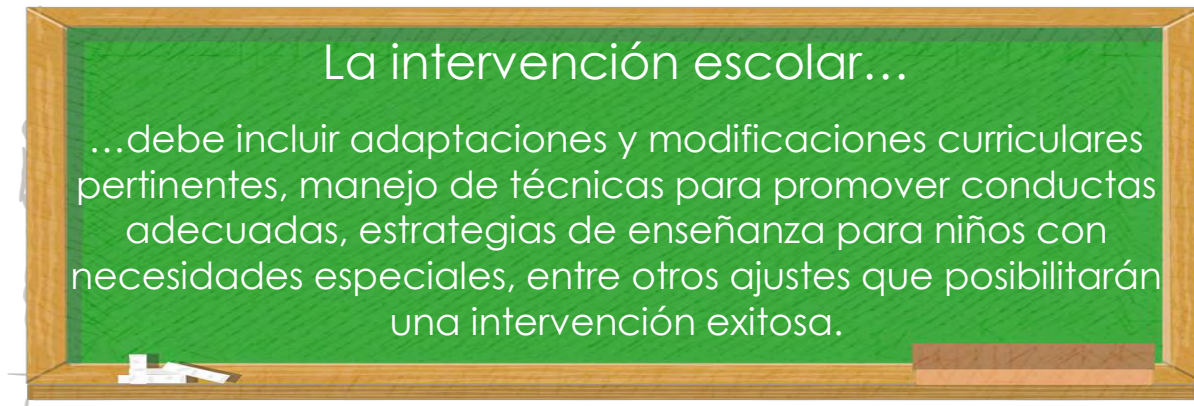 La intervención escolar…
…debe incluir adaptaciones y modificaciones curriculares
pertinentes, manejo de técnicas para promover conductas
adecuadas, estrategias de enseñanza para niños con
necesidades especiales, entre otros ajustes que posibilitarán
una intervención exitosa.